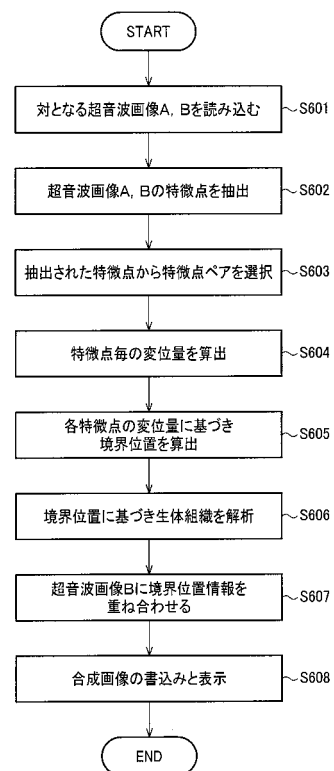 START
対となる超音波画像A, Bを読み込む
S601
超音波画像A, Bの特徴点を抽出
S602
抽出された特徴点から特徴点ペアを選択
S603
特徴点毎の変位量を算出
S604
各特徴点の変位量に基づき
境界位置を算出
S605
境界位置に基づき生体組織を解析
S606
超音波画像Bに境界位置情報を
重ね合わせる
S607
合成画像の書込みと表示
S608
END